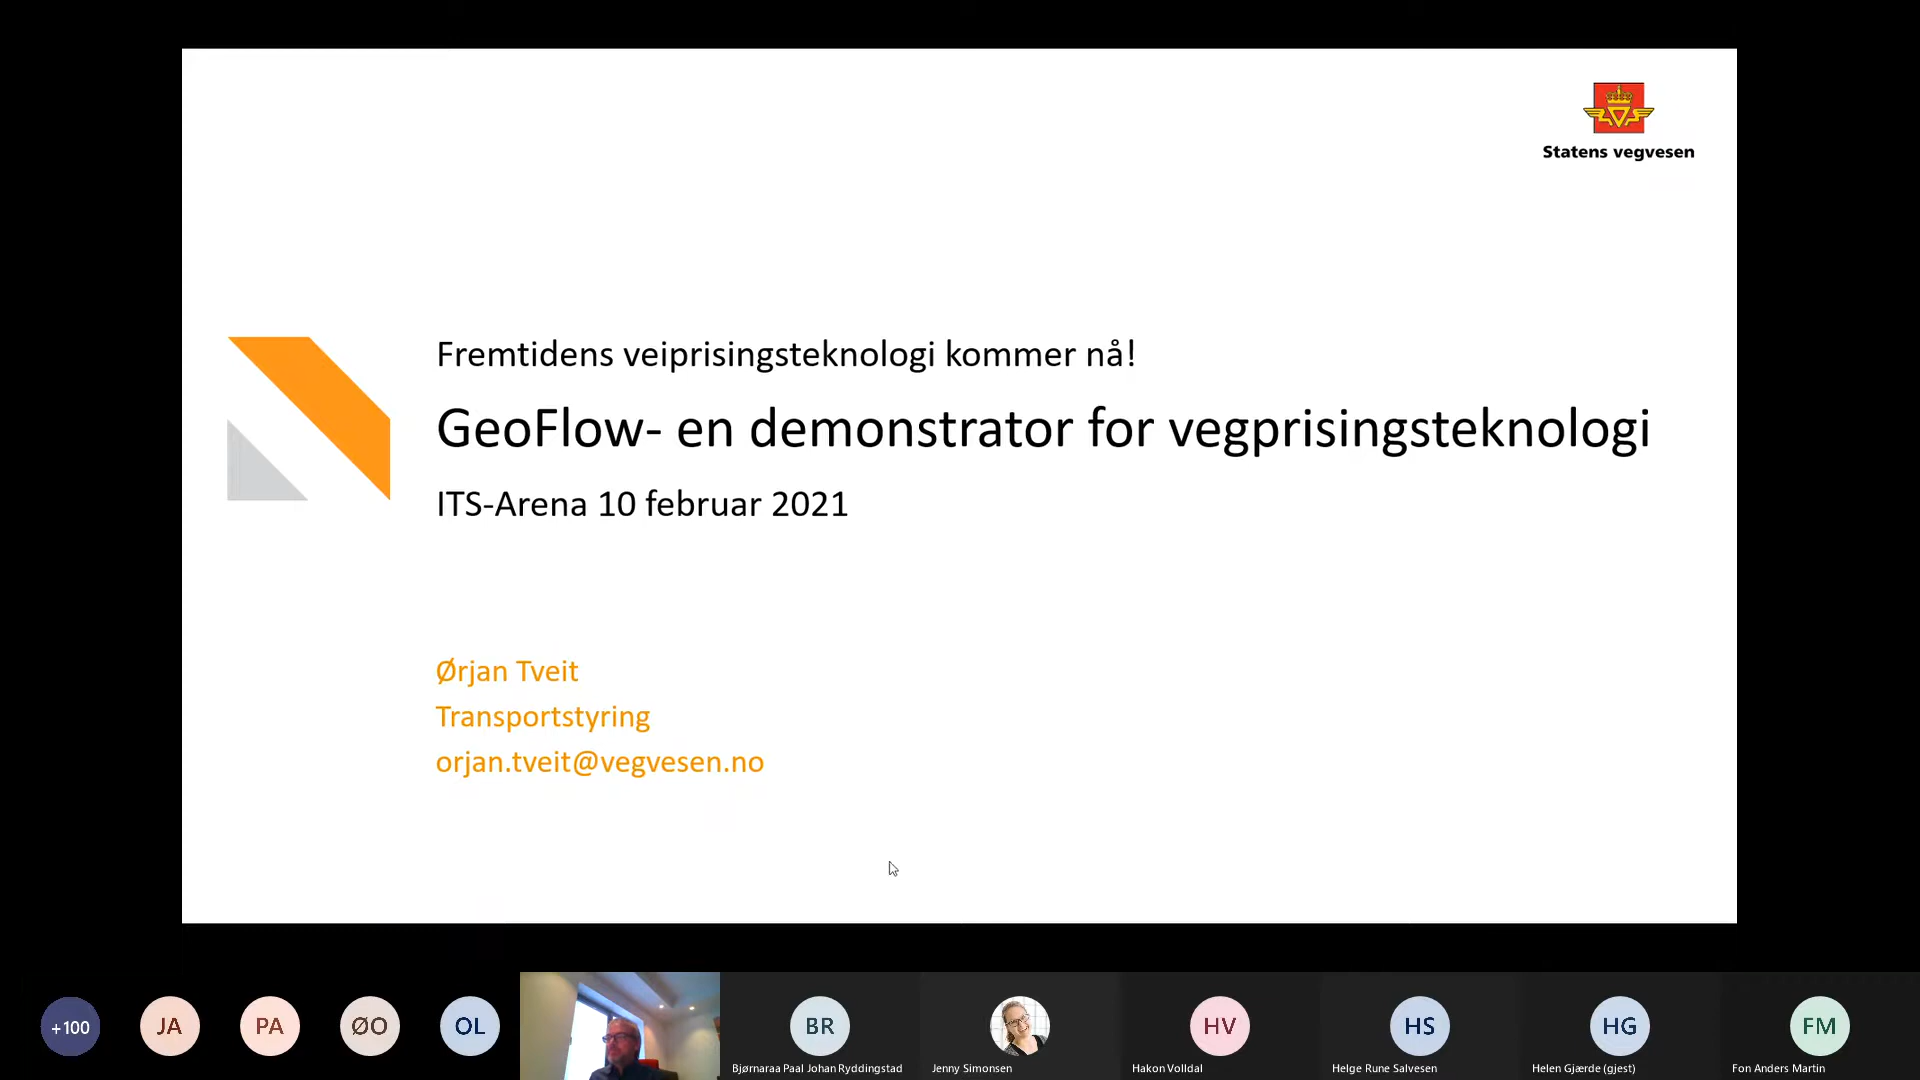 Statens vegvesen
Fremtidens veiprisingsteknologi kommer nå!
GeoFlow- en demonstrator for vegprisingsteknologi
ITS-Arena 10 februar 2021
Ørjan Tveit
Transportstyring
orjan.tveit@vegvesen.no
+100
JA
PA
ØO
OL
BR
HV
HS
HG
FM
Bjørnaraa Paal Johan Ryddingstad
Jenny Simonsen
Hakon Volldal
Helge Rune Salvesen
Helen Gjærde (gjest)
Fon Anders Martin